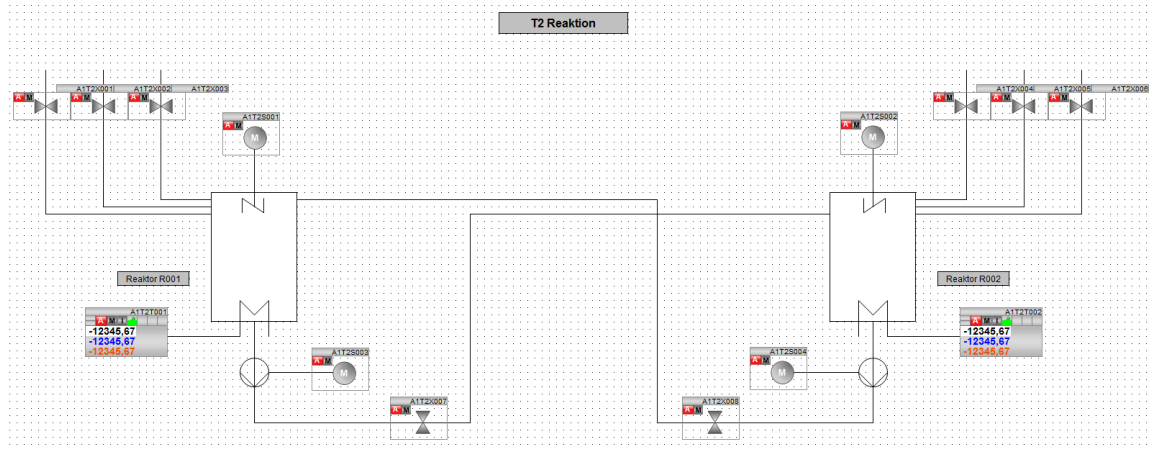 T2 Reaktion
A1T2X001 A1T2X002 A1T2X003
A M A M A M
A1T2X004 A1T2X005 A1T2X006
A M A M A M
A1T2S001
A M
M
A1T2S002
A M
M
Reaktor R001
Reaktor R002
A1T2T001
A M I
-12345,67
-12345,67
-12345,67
A1T2T002
A M I
-12345,67
-12345,67
-12345,67
A1T2S003
A M
M
A1T2S004
A M
M
A1T2X007
A M
A1T2X008
A M